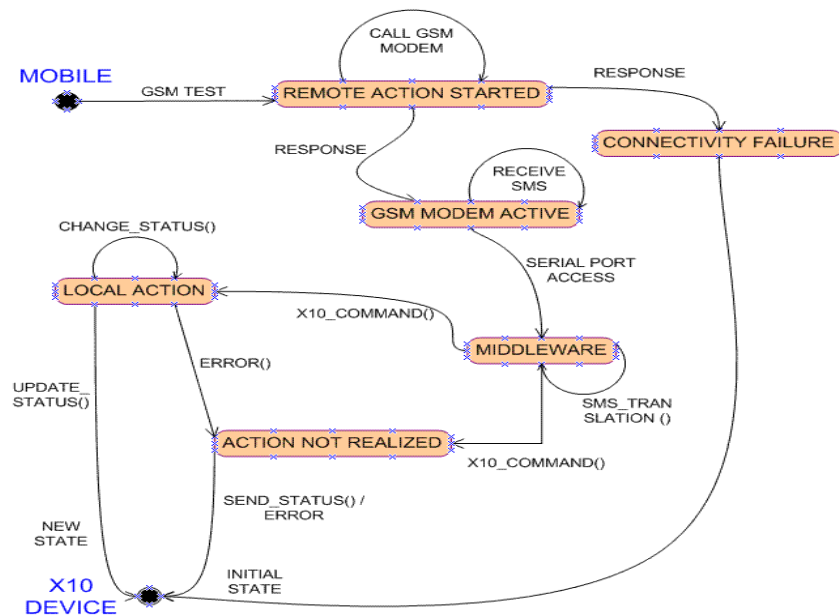 CALL GSM
MODEM
MOBILE
GSM TEST
REMOTE ACTION STARTED
RESPONSE
CONNECTIVITY FAILURE
RESPONSE
RECEIVE
SMS
GSM MODEM ACTIVE
CHANGE_STATUS()
SERIAL PORT
ACCESS
LOCAL ACTION
X10_COMMAND()
MIDDLEWARE
ERROR()
UPDATE_
STATUS()
SMS_TRAN
SLATION ()
ACTION NOT REALIZED
X10_COMMAND()
SEND_STATUS() /
ERROR
NEW
STATE
INITIAL
STATE
X10
DEVICE